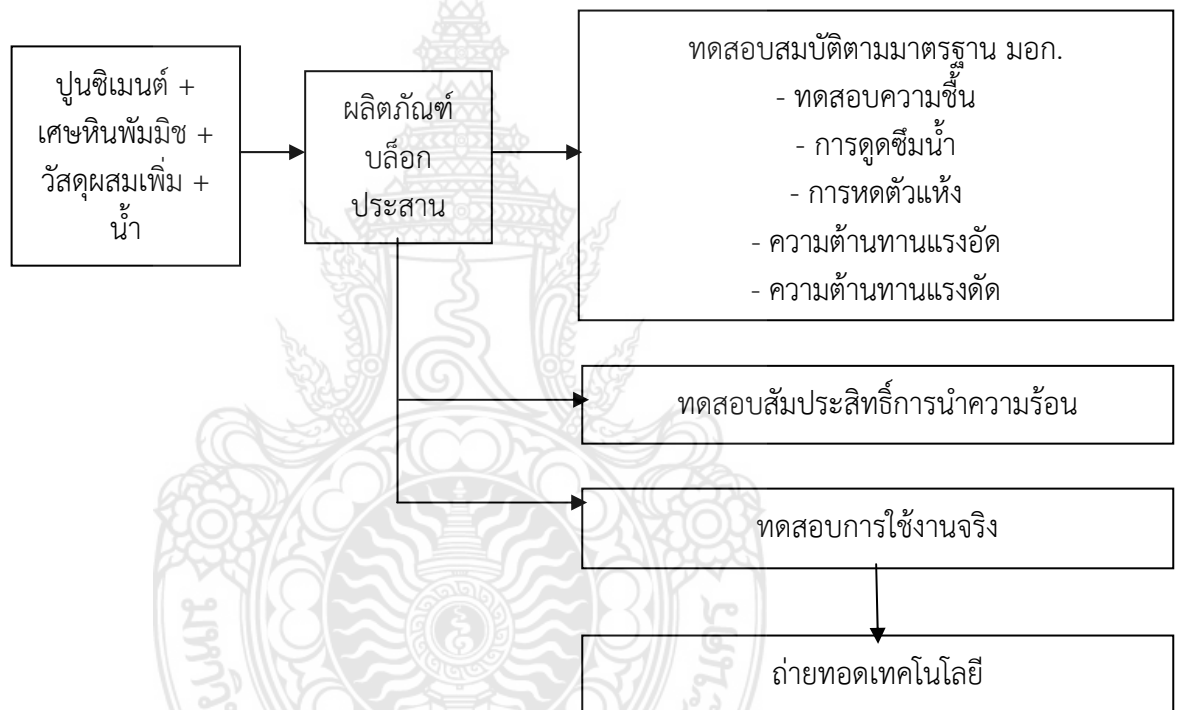 ปูนซิเมนต์ +
เศษหินพัมมิช +
วัสดุผสมเพิ่ม +
น้ำ
ผลิตภัณฑ์
บล็อก
ประสาน
ทดสอบสมบัติตามมาตรฐาน มอก.
- ทดสอบความชื้น
- การดูดซึมน้ำ
- การหดตัวแห้ง
- ความต้านทานแรงอัด
- ความต้านทานแรงดัด
ทดสอบสัมประสิทธิ์การนำความร้อน
ทดสอบการใช้งานจริง
ถ่ายทอดเทคโนโลยี